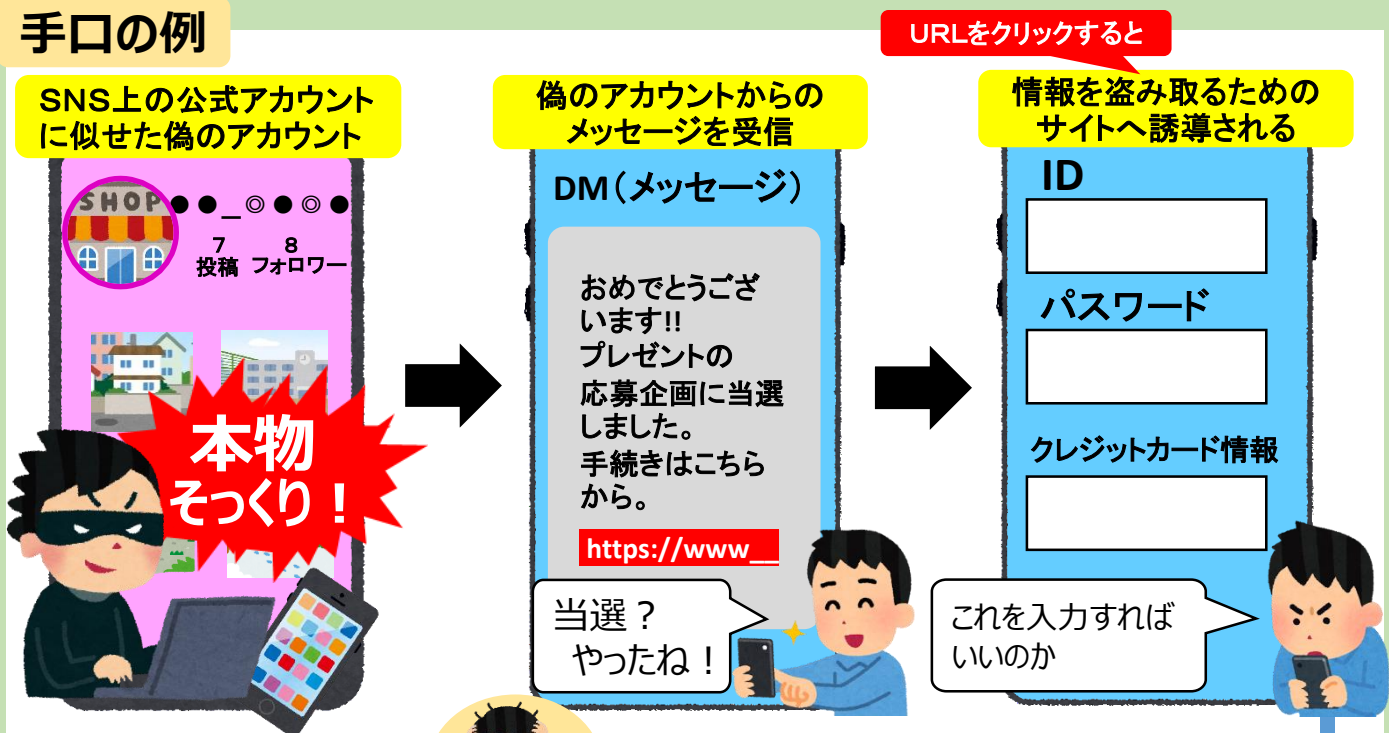 手口の例
SNS上の公式アカウント
に似せた偽のアカウント
SHOP
●●_◎●◎●
7
投稿
8
フォロワー
本物
そっくり！
偽のアカウントからの
メッセージを受信
DM（メッセージ）
おめでとうござ
います!!
プレゼントの
応募企画に当選
しました。
手続きはこちら
から。
https://www__
当選？
やったね！
URLをクリックすると
情報を盗み取るための
サイトへ誘導される
ID
パスワード
クレジットカード情報
これを入力すれば
いいのか